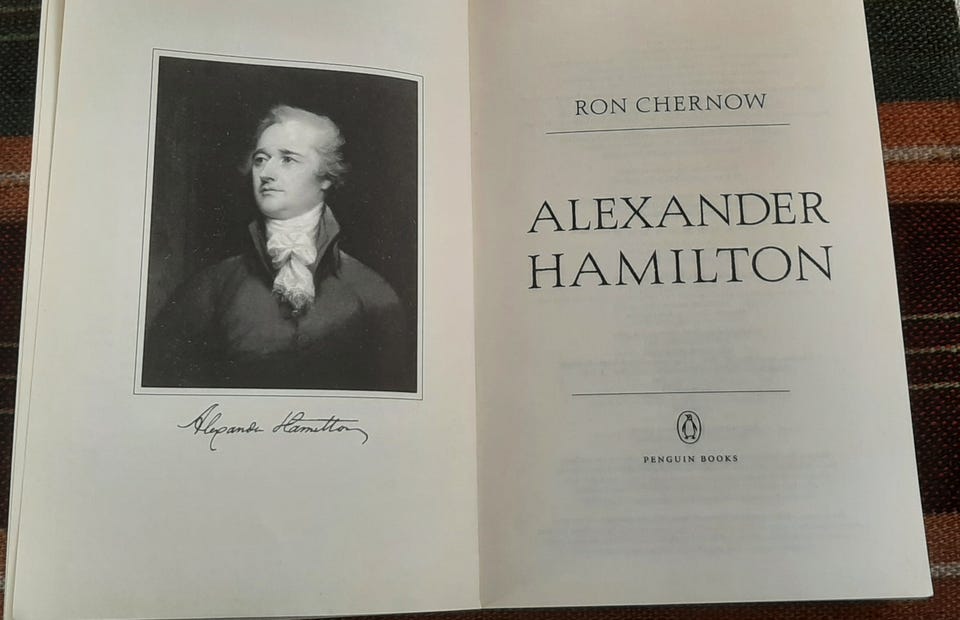 Alexander Hamilton
RON CHERNOW
ALEXANDER
HAMILTON
PENGUIN BOOKS